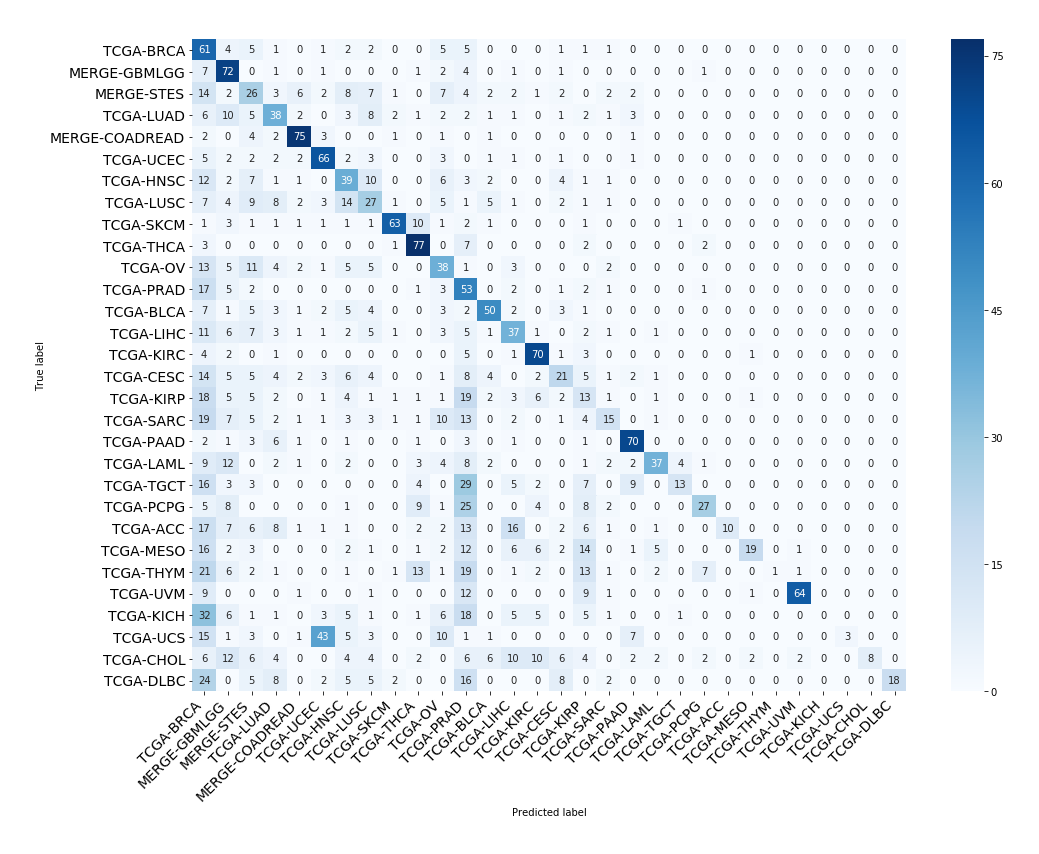 TCGA-BRCA 61 4 5 1 0 1 2 2 0 0 5 5 0 0 0 1 1 1 0 0 0 0 0 0 0 0 0 0 0 0
MERGE-GBMLGG 7 72 0 1 0 1 0 0 0 1 2 4 0 1 0 1 0 0 0 0 0 1 0 0 0 0 0 0 0 0
MERGE-STES 14 2 26 3 6 2 8 7 1 0 7 4 2 2 1 2 0 2 2 0 0 0 0 0 0 0 0 0 0 0
TCGA-LUAD 6 10 5 38 2 0 3 8 2 1 2 2 1 1 0 1 2 1 3 0 0 0 0 0 0 0 0 0 0 0
MERGE-COADREAD 2 0 4 2 75 3 0 0 1 0 1 0 1 0 0 0 0 0 1 0 0 0 0 0 0 0 0 0 0 0
TCGA-UCEC 5 2 2 2 2 66 2 3 0 0 3 0 1 1 0 1 0 0 1 0 0 0 0 0 0 0 0 0 0 0
TCGA-HNSC 12 2 7 1 1 0 39 10 0 0 6 3 2 0 0 4 1 1 0 0 0 0 0 0 0 0 0 0 0 0
TCGA-LUSC 7 4 9 8 2 3 14 27 1 0 5 1 5 1 0 2 1 1 0 0 0 0 0 0 0 0 0 0 0 0
TCGA-SKCM 1 3 1 1 1 1 1 1 63 10 1 2 1 0 0 0 1 0 0 0 1 0 0 0 0 0 0 0 0 0
TCGA-THCA 3 0 0 0 0 0 0 0 1 77 0 7 0 0 0 0 2 0 0 0 0 2 0 0 0 0 0 0 0 0
TCGA-OV 13 5 11 4 2 1 5 5 0 0 38 1 0 3 0 0 0 2 0 0 0 0 0 0 0 0 0 0 0 0
TCGA-PRAD 17 5 2 0 0 0 0 0 0 1 3 53 0 2 0 1 2 1 0 0 0 1 0 0 0 0 0 0 0 0
TCGA-BLCA 7 1 5 3 1 2 5 4 0 0 3 2 50 2 0 3 1 0 0 0 0 0 0 0 0 0 0 0 0 0
TCGA-LIHC 11 6 7 3 1 1 2 5 1 0 3 5 1 37 1 0 2 1 0 1 0 0 0 0 0 0 0 0 0 0
TCGA-KIRC 4 2 0 1 0 0 0 0 0 0 0 5 0 1 70 1 3 0 0 0 0 0 0 1 0 0 0 0 0 0
TCGA-CESC 14 5 5 4 2 3 6 4 0 0 1 8 4 0 2 21 5 1 2 1 0 0 0 0 0 0 0 0 0 0
TCGA-KIRP 18 5 5 2 0 1 4 1 1 1 1 19 2 3 6 2 13 1 0 1 0 0 0 1 0 0 0 0 0 0
TCGA-SARC 19 7 5 2 1 1 3 3 1 1 10 13 0 2 0 1 4 15 0 1 0 0 0 0 0 0 0 0 0 0
TCGA-PAAD 2 1 3 6 1 0 1 0 0 1 0 3 0 1 0 0 1 0 70 0 0 0 0 0 0 0 0 0 0 0
TCGA-LAML 9 12 0 2 1 0 2 0 0 3 4 8 2 0 0 0 1 2 2 37 4 1 0 0 0 0 0 0 0 0
TCGA-TGCT 16 3 3 0 0 0 0 0 0 4 0 29 0 5 2 0 7 0 9 0 13 0 0 0 0 0 0 0 0 0
TCGA-PCPG 5 8 0 0 0 0 1 0 0 9 1 25 0 0 4 0 8 2 0 0 0 27 0 0 0 0 0 0 0 0
TCGA-ACC 17 7 6 8 1 1 1 0 0 2 2 13 0 16 0 2 6 1 0 1 0 0 10 0 0 0 0 0 0 0
TCGA-MESO 16 2 3 0 0 0 2 1 0 1 2 12 0 6 6 2 14 0 1 5 0 0 0 19 0 1 0 0 0 0
TCGA-THYM 21 6 2 1 0 0 1 0 1 13 1 19 0 1 2 0 13 1 0 2 0 7 0 0 1 1 0 0 0 0
TCGA-UVM 9 0 0 0 1 0 0 1 0 0 0 12 0 0 0 0 9 1 0 0 0 0 0 1 0 64 0 0 0 0
TCGA-KICH 32 6 1 1 0 3 5 1 0 1 6 18 0 5 5 0 5 1 0 0 1 0 0 0 0 0 0 0 0 0
TCGA-UCS 15 1 3 0 1 43 5 3 0 0 10 1 1 0 0 0 0 0 7 0 0 0 0 0 0 0 0 3 0 0
TCGA-CHOL 6 12 6 4 0 0 4 4 0 2 0 6 6 10 10 6 4 0 2 2 0 2 0 2 0 2 0 0 8 0
TCGA-DLBC 24 0 5 8 0 2 5 5 2 0 0 16 0 0 0 8 0 2 0 0 0 0 0 0 0 0 0 0 0 18
TCGA-BRCA
MERGE-GBMLGG
MERGE-STES
TCGA-LUAD
MERGE-COADREAD
TCGA-UCEC
TCGA-HNSC
TCGA-LUSC
TCGA-SKCM
TCGA-THCA
TCGA-OV
TCGA-PRAD
TCGA-BLCA
TCGA-LIHC
TCGA-KIRC
TCGA-CESC
TCGA-KIRP
TCGA-SARC
TCGA-PAAD
TCGA-LAML
TCGA-TGCT
TCGA-PCPG
TCGA-ACC
TCGA-MESO
TCGA-THYM
TCGA-UVM
TCGA-KICH
TCGA-UCS
TCGA-CHOL
TCGA-DLBC
Predicted label
True label
75
60
45
30
15
0